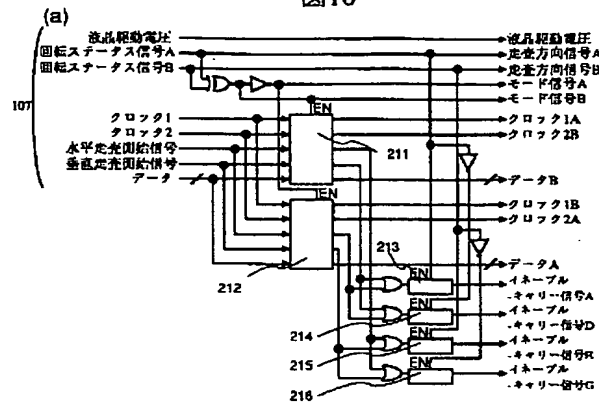 図10
(a)
液晶駆動電圧
回転ステータス信号A
回転ステータス信号B
107
クロック1
クロック2
水平走査開始信号
垂直走査開始信号
データ
EN
211
EN
212
213
EN
214
EN
215
EN
216
EN
液晶駆動電圧
走査方向信号A
走査方向信号B
モード信号A
モード信号B
クロック1A
クロック2B
データB
クロック1B
クロック2A
データA
イネーブル
-キャリー信号A
イネーブル
-キャリー信号D
イネーブル
-キャリー信号R
イネーブル
-キャリー信号G